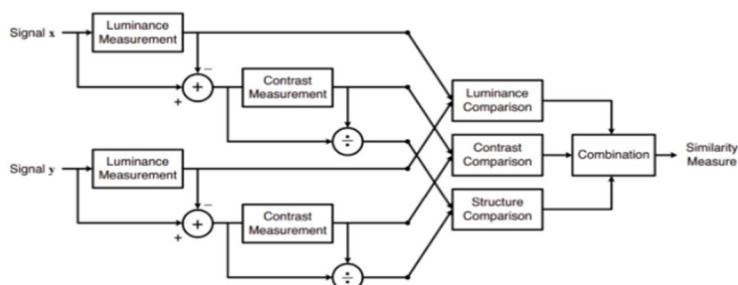 Signal x
Luminance
Measurement
−
+
+
Contrast
Measurement
÷
Signal y
Luminance
Measurement
−
+
+
Contrast
Measurement
÷
Luminance
Comparison
Contrast
Comparison
Structure
Comparison
Combination
Similarity
Measure